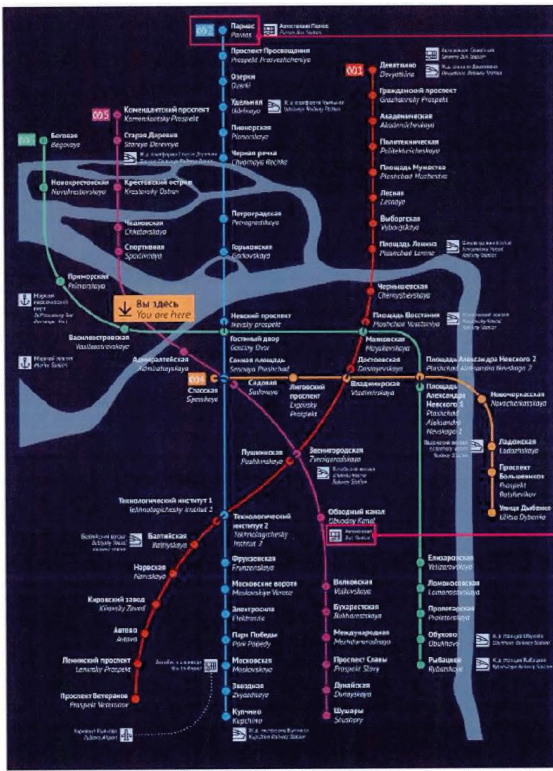 002
Парнас
Parnas
Автовокзал Парнас
Проспект Просвещения
Prospekt Prosveshcheniya
Озерки
Ozerki
Удельная
Udelnaya
Пионерская
Pionerskaya
Чёрная речка
Chyornaya Rechka
001
Девяткино
Devyatkino
Гражданский проспект
Grazhdansky Prospekt
Академическая
Akademicheskaya
Политехническая
Politekhnicheskaya
Площадь Мужества
Ploshchad Muzhestva
Лесная
Lesnaya
Выборгская
Vyborgskaya
Площадь Ленина
Ploshchad Lenina
Чернышевская
Chernyshevskaya
Площадь Восстания
Ploshchad Vosstaniya
005
Комендантский проспект
Komendantsky Prospekt
Старая Деревня
Staraya Derevnya
Крестовский остров
Krestovsky Ostrov
Чкаловская
Chkalovskaya
Спортивная
Sportivnaya
Беговая
Begovaya
Новокрестовская
Novokrestovskaya
Приморская
Primorskaya
Василеостровская
Vasileostrovskaya
Вы здесь
You are here
Петроградская
Petrogradskaya
Горьковская
Gorkovskaya
Невский проспект
Nevsky prospekt
Гостиный двор
Gostiny Dvor
Маяковская
Mayakovskaya
Адмиралтейская
Admiralteyskaya
Сенная площадь
Sennaya Ploshchad
004
Спасская
Spasskaya
Садовая
Sadovaya
Лиговский
проспект
Ligovsky
Prospekt
Достоевская
Dostoyevskaya
Владимирская
Vladimirskaya
Площадь Александра Невского 2
Ploshchad Aleksandra Nevskogo 2
Площадь
Александра
Невского 1
Ploshchad
Aleksandra
Nevskogo 1
Новочеркасская
Novocherkasskaya
Ладожская
Ladozhskaya
Проспект
Большевиков
Prospekt
Bolshevikov
Улица Дыбенко
Ulitsa Dybenko
Пушкинская
Pushkinskaya
Звенигородская
Zvenigorodskaya
Технологический институт 1
Tekhnologichesky Institut 1
Технологический
институт 2
Tekhnologichesky
Institut 2
Обводный канал
Obvodny Kanal
Балтийская
Baltiyskaya
Нарвская
Narvskaya
Кировский завод
Kirovsky Zavod
Автово
Avtovo
Ленинский проспект
Leninsky Prospekt
Проспект Ветеранов
Prospekt Veteranov
Фрунзенская
Frunzenskaya
Московские ворота
Moskovskiye Vorota
Электросила
Elektrosila
Парк Победы
Park Pobedy
Московская
Moskovskaya
Звёздная
Zvyozdnaya
Купчино
Kupchino
Волковская
Volkovskaya
Бухарестская
Bukharestskaya
Международная
Mezhdunarodnaya
Проспект Славы
Prospekt Slavy
Дунайская
Dunayskaya
Шушары
Shushary
Елизаровская
Yelizarovskaya
Ломоносовская
Lomonosovskaya
Пролетарская
Proletarskaya
Обухово
Obukhovo
Рыбацкое
Rybatskoye